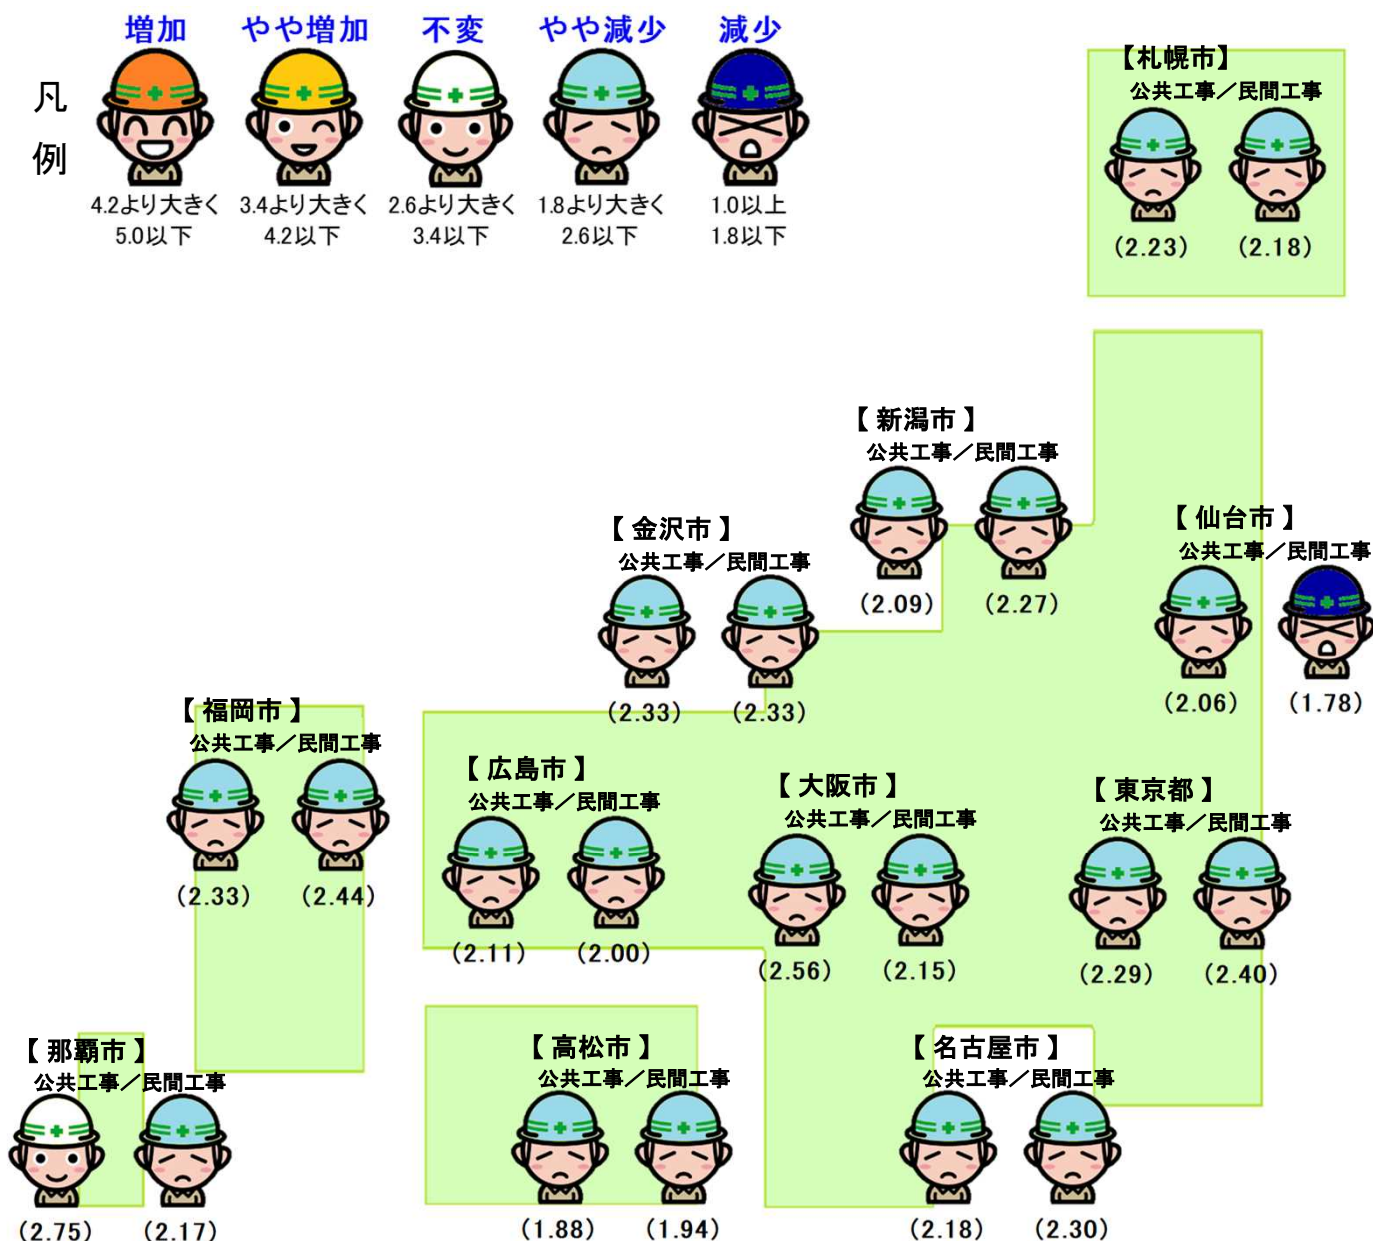 凡例
増加 やや増加 不変 やや減少 減少
4.2より大きく 3.4より大きく 2.6より大きく 1.8より大きく 1.0以上
5.0以下 4.2以下 3.4以下 2.6以下 1.8以下
【札幌市】
公共工事／民間工事
(2.23) (2.18)
【 新潟市 】
公共工事／民間工事
(2.09) (2.27)
【 仙台市 】
公共工事／民間工事
(2.06) (1.78)
【 金沢市 】
公共工事／民間工事
(2.33) (2.33)
【 福岡市 】
公共工事／民間工事
(2.33) (2.44)
【 広島市 】
公共工事／民間工事
(2.11) (2.00)
【 大阪市 】
公共工事／民間工事
(2.56) (2.15)
【 東京都 】
公共工事／民間工事
(2.29) (2.40)
【 那覇市 】
公共工事／民間工事
(2.75) (2.17)
【 高松市 】
公共工事／民間工事
(1.88) (1.94)
【 名古屋市 】
公共工事／民間工事
(2.18) (2.30)